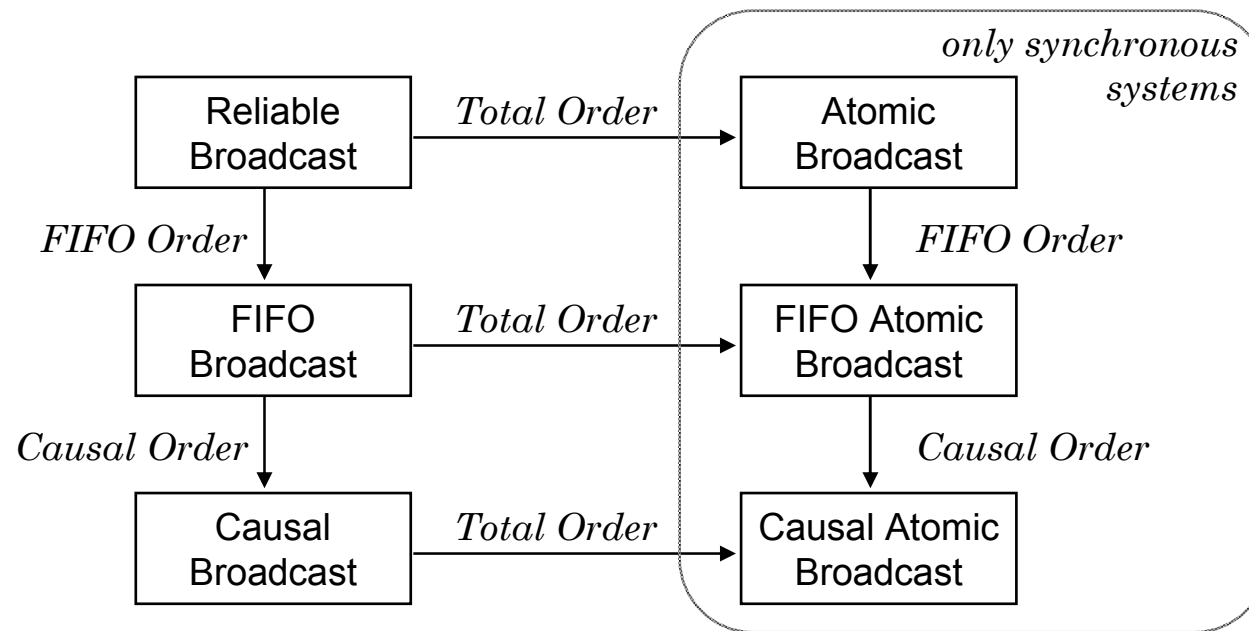 only synchronous
systems
Reliable
Broadcast
Total Order
Atomic
Broadcast
FIFO Order
FIFO Order
FIFO
Broadcast
Total Order
FIFO Atomic
Broadcast
Causal Order
Causal Order
Causal
Broadcast
Total Order
Causal Atomic
Broadcast